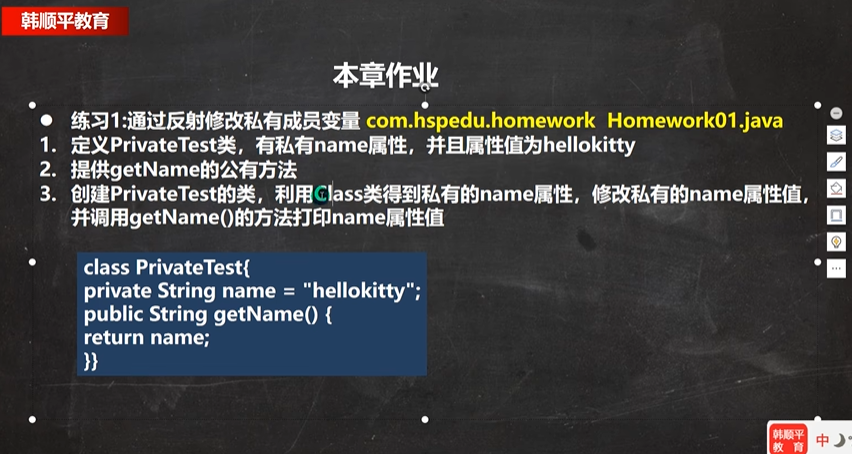 韩顺平教育
本章作业
练习1:通过反射修改私有成员变量 com.hspedu.homework Homework01.java
1. 定义PrivateTest类，有私有name属性，并且属性值为hellokitty
2. 提供getName的公有方法
3. 创建PrivateTest的类，利用Class类得到私有的name属性，修改私有的name属性值，
并调用getName()的方法打印name属性值
class PrivateTest{
private String name = "hellokitty";
public String getName() {
return name;
}}
韩顺平
教 育
中